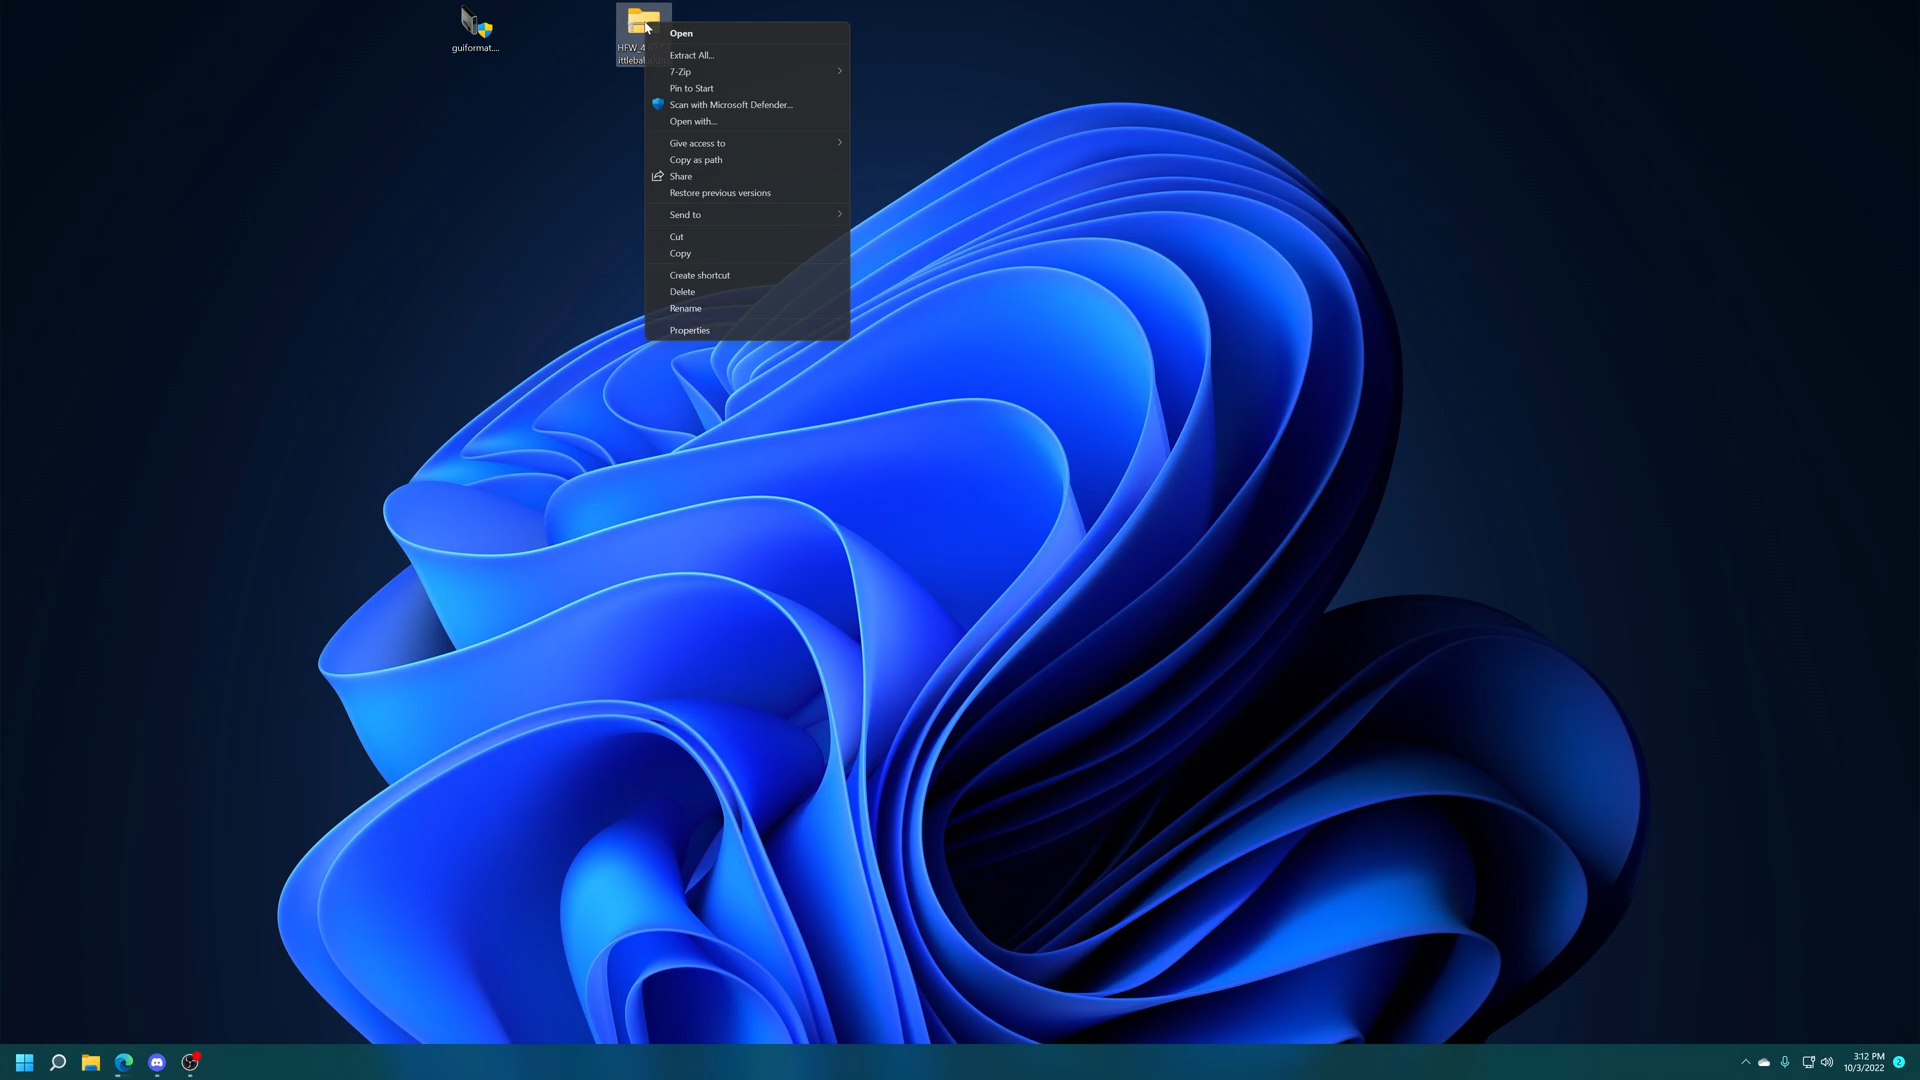 guiformat....
HFW_4
ittlebal
Open
Extract All...
7-Zip
Pin to Start
Scan with Microsoft Defender...
Open with...
Give access to
Copy as path
Share
Restore previous versions
Send to
Cut
Copy
Create shortcut
Delete
Rename
Properties
3:12 PM
10/3/2022
2